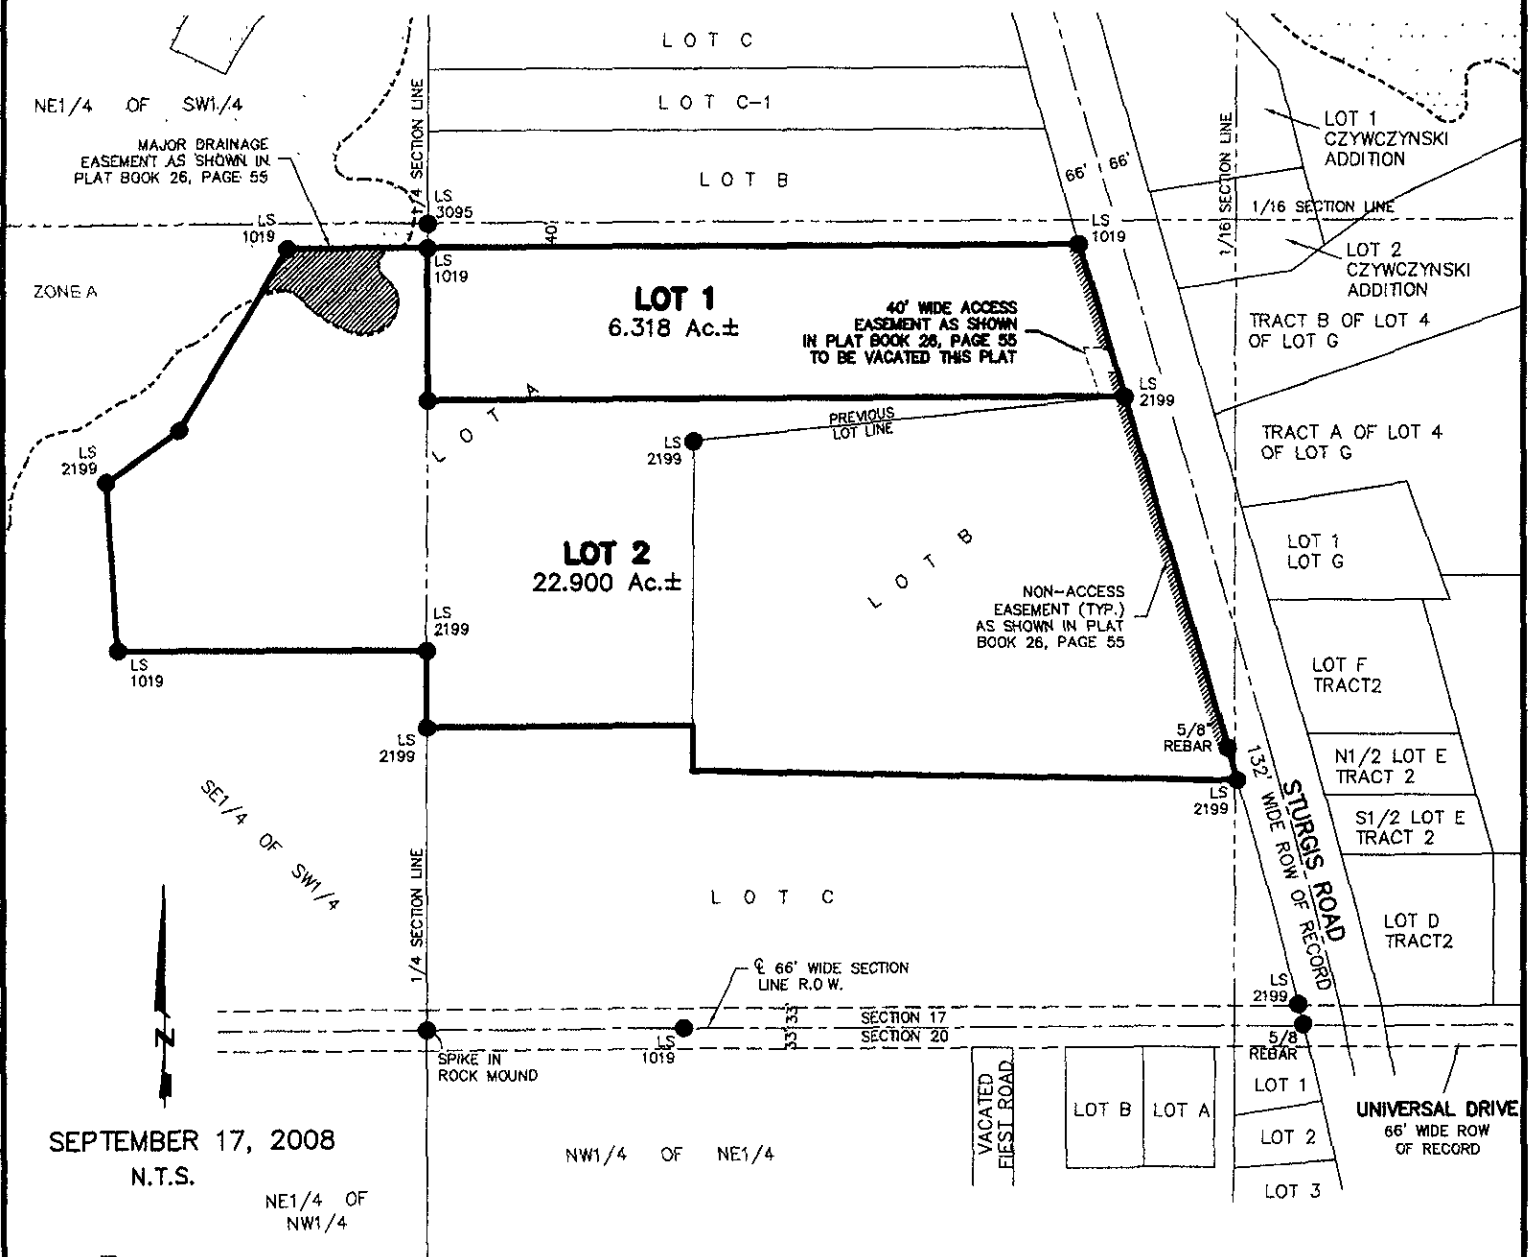 LOT C
LOT C-1
LOT B
NE1/4 OF SW1/4
MAJOR DRAINAGE
EASEMENT AS SHOWN IN
PLAT BOOK 26, PAGE 55
1/4 SECTION LINE
LS
3095
LS
1019
40'
LS
1019
66' 66'
LS
1019
1/16 SECTION LINE
1/16 SECTION LINE
LOT 1
CZYWCZYNSKI
ADDITION
LOT 2
CZYWCZYNSKI
ADDITION
ZONE A
LOT 1
6.318 Ac.±
40' WIDE ACCESS
EASEMENT AS SHOWN
IN PLAT BOOK 26, PAGE 55
TO BE VACATED THIS PLAT
TRACT B OF LOT 4
OF LOT G
LOT A
LS
2199
PREVIOUS
LOT LINE
LS
2199
LS
2199
TRACT A OF LOT 4
OF LOT G
LOT 2
22.900 Ac.±
LOT B
LOT 1
LOT G
NON-ACCESS
EASEMENT (TYP.)
AS SHOWN IN PLAT
BOOK 26, PAGE 55
LS
2199
LS
1019
LOT F
TRACT2
LS
2199
5/8"
REBAR
LS
2199
N1/2 LOT E
TRACT 2
S1/2 LOT E
TRACT 2
STURGIS ROAD
132' WIDE ROW OF RECORD
SE1/4 OF SW1/4
1/4 SECTION LINE
LOT C
LOT D
TRACT2
℄ 66' WIDE SECTION
LINE R.O.W.
LS
2199
33' 33'
SECTION 17
SECTION 20
LS
1019
5/8
REBAR
SPIKE IN
ROCK MOUND
N
VACATED
FIEST ROAD
LOT B
LOT A
LOT 1
LOT 2
LOT 3
UNIVERSAL DRIVE
66' WIDE ROW
OF RECORD
SEPTEMBER 17, 2008
N.T.S.
NW1/4 OF NE1/4
NE1/4 OF
NW1/4